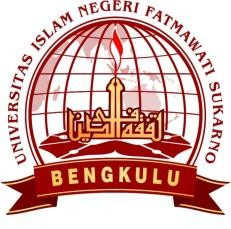 UNIVERSITAS ISLAM NEGERI FATMAWATI SUKARNO
BENGKULU